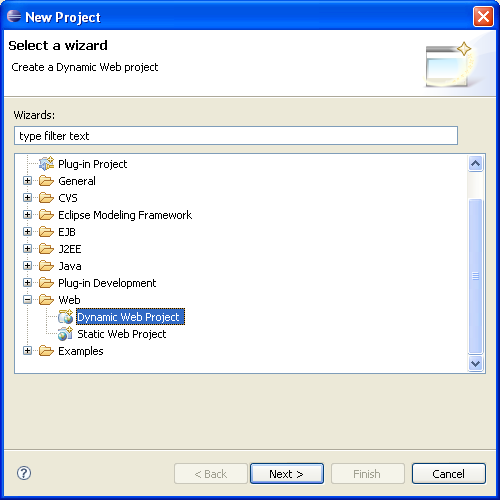 New Project
Select a wizard
Create a Dynamic Web project
Wizards:
type filter text
Plug-in Project
General
CVS
Eclipse Modeling Framework
EJB
J2EE
Java
Plug-in Development
Web
Dynamic Web Project
Static Web Project
Examples
? < Back Next > Finish Cancel